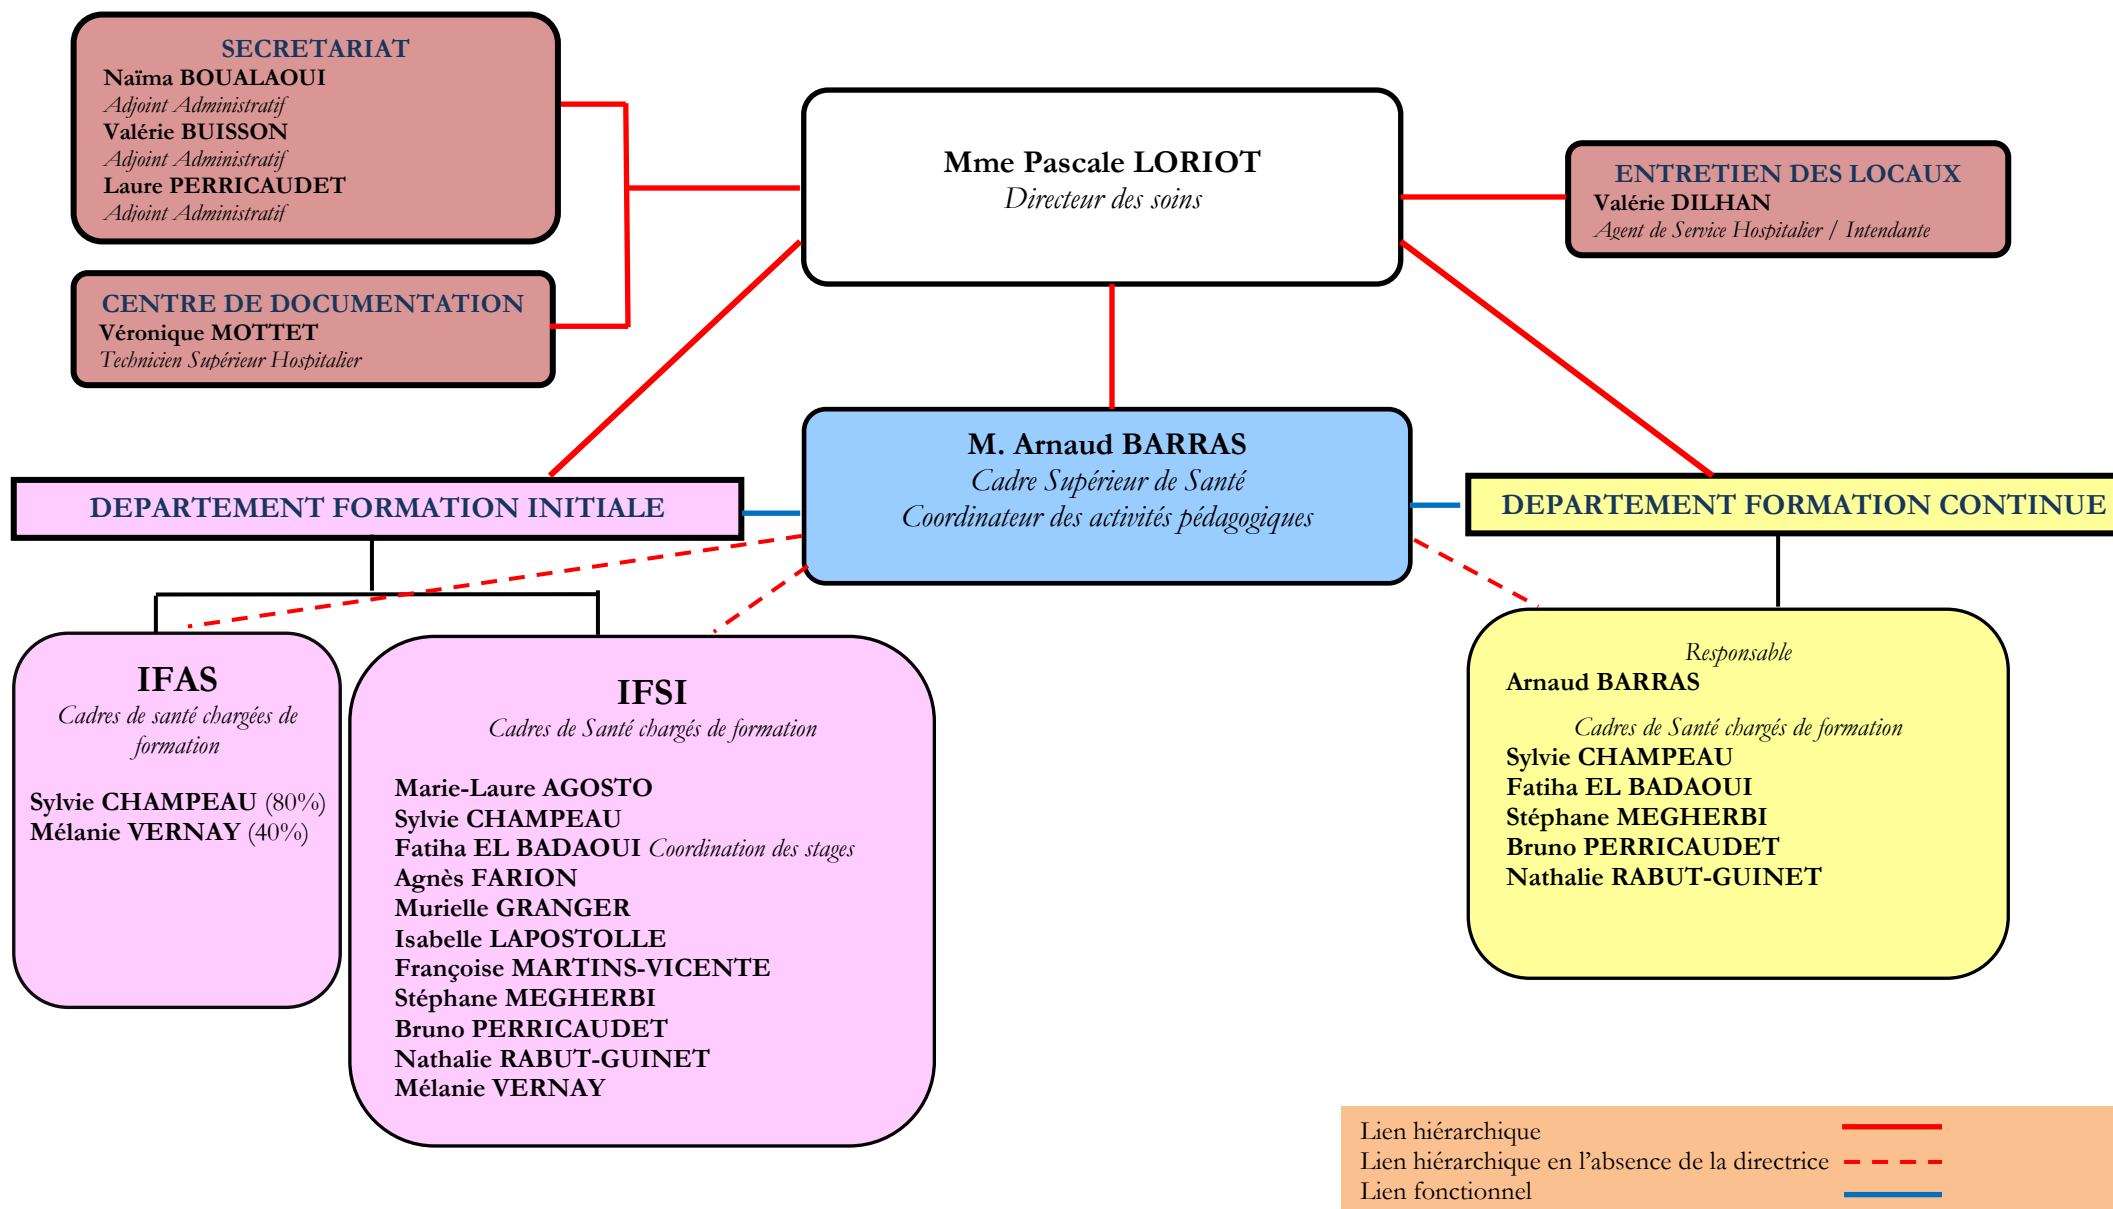 SECRETARIAT
Naïma BOUALAOUI
Adjoint Administratif
Valérie BUISSON
Adjoint Administratif
Laure PERRICAUDET
Adjoint Administratif
Mme Pascale LORIOT
Directeur des soins
ENTRETIEN DES LOCAUX
Valérie DILHAN
Agent de Service Hospitalier / Intendante
CENTRE DE DOCUMENTATION
Véronique MOTTET
Technicien Supérieur Hospitalier
M. Arnaud BARRAS
Cadre Supérieur de Santé
Coordinateur des activités pédagogiques
DEPARTEMENT FORMATION INITIALE
DEPARTEMENT FORMATION CONTINUE
IFAS
Cadres de santé chargées de
formation
Sylvie CHAMPEAU (80%)
Mélanie VERNAY (40%)
IFSI
Cadres de Santé chargés de formation
Marie-Laure AGOSTO
Sylvie CHAMPEAU
Fatiha EL BADAOUI Coordination des stages
Agnès FARION
Murielle GRANGER
Isabelle LAPOSTOLLE
Françoise MARTINS-VICENTE
Stéphane MEGHERBI
Bruno PERRICAUDET
Nathalie RABUT-GUINET
Mélanie VERNAY
Responsable
Arnaud BARRAS
Cadres de Santé chargés de formation
Sylvie CHAMPEAU
Fatiha EL BADAOUI
Stéphane MEGHERBI
Bruno PERRICAUDET
Nathalie RABUT-GUINET
Lien hiérarchique
Lien hiérarchique en l'absence de la directrice
Lien fonctionnel